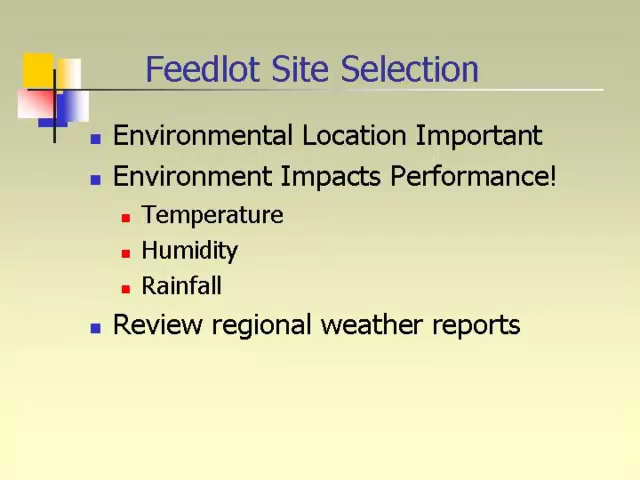 Feedlot Site Selection
Environmental Location Important
Environment Impacts Performance!
Temperature
Humidity
Rainfall
Review regional weather reports